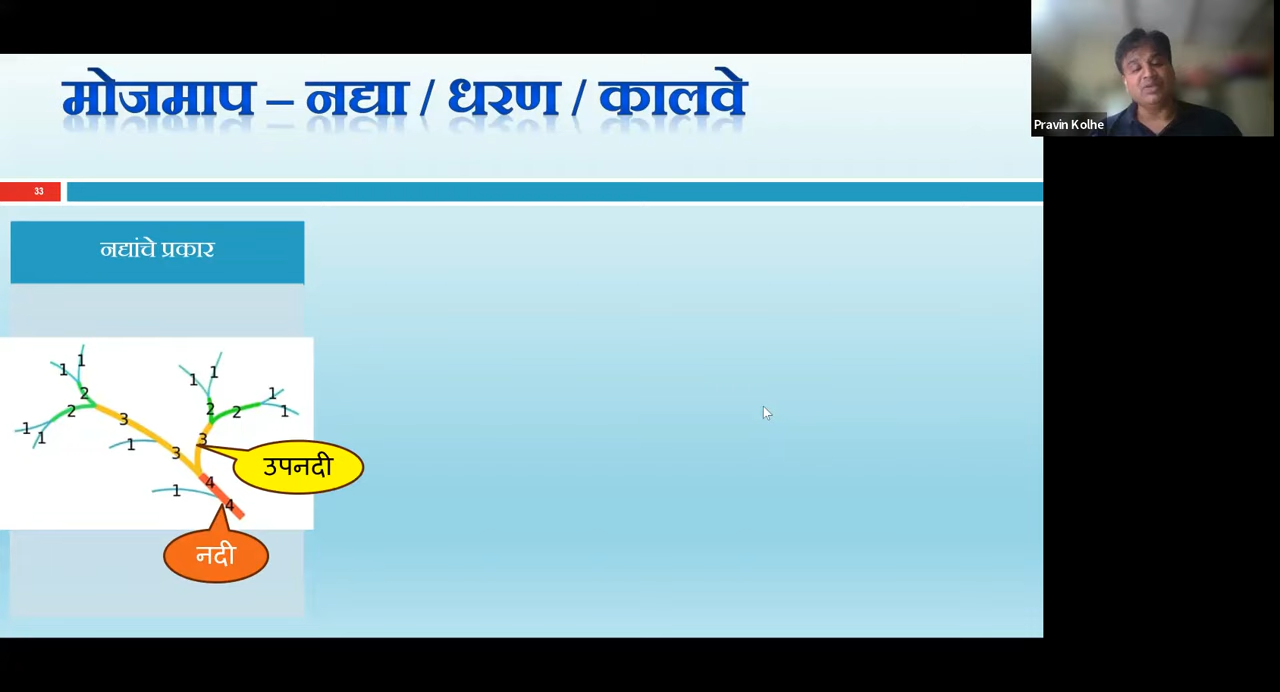 मोजमाप – नद्या / धरण / कालवे
Pravin Kolhe
33
नद्यांचे प्रकार
1 1 1 1
2 1
2 2 2 1
3
1 1 1 3
3
उपनदी
4
1 4
नदी